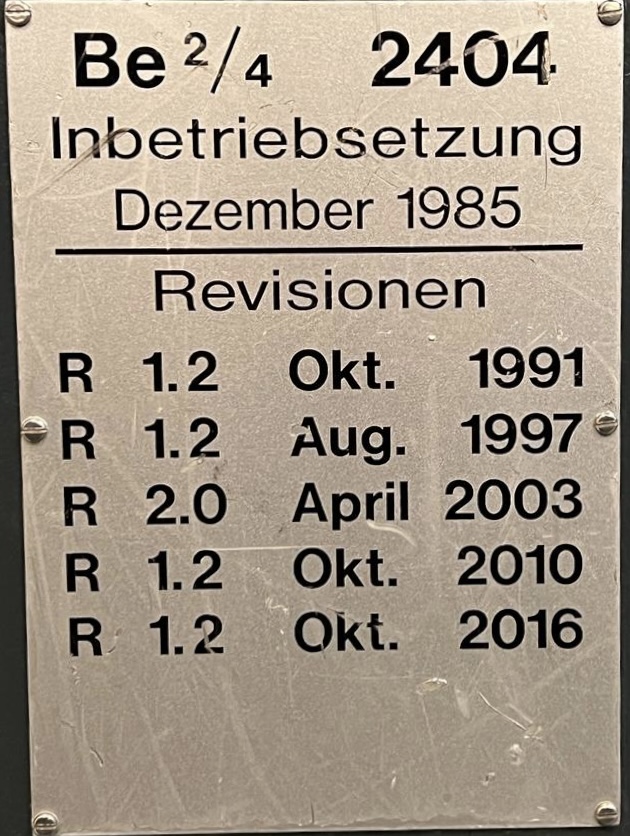 Be 2/4 2404
Inbetriebsetzung
Dezember 1985
Revisionen
R 1.2 Okt. 1991
R 1.2 Aug. 1997
R 2.0 April 2003
R 1.2 Okt. 2010
R 1.2 Okt. 2016